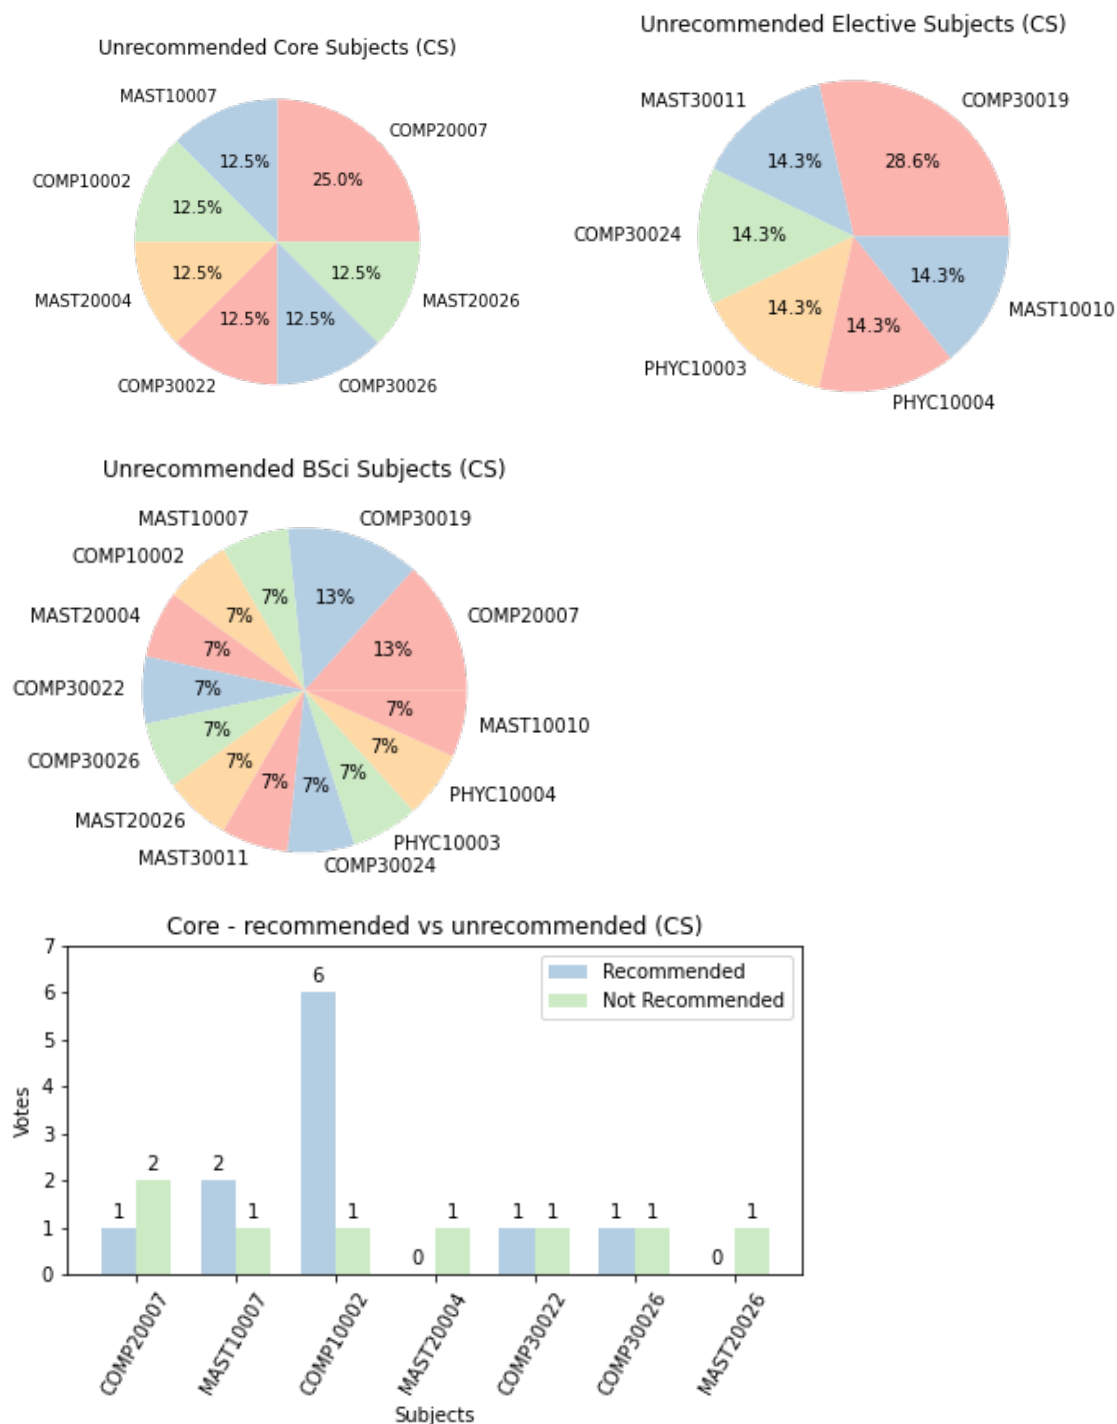 Unrecommended Core Subjects (CS)
MAST10007
COMP20007
COMP10002
12.5%
25.0%
12.5%
12.5%
12.5%
MAST20004
MAST20026
12.5%
12.5%
COMP30022
COMP30026
Unrecommended Elective Subjects (CS)
MAST30011
COMP30019
14.3%
28.6%
COMP30024
14.3%
14.3%
MAST10010
14.3%
14.3%
PHYC10003
PHYC10004
Unrecommended BSci Subjects (CS)
MAST10007
COMP30019
COMP10002
MAST20004
COMP20007
7%
13%
7%
7%
13%
COMP30022
7%
7%
MAST10010
7%
7%
COMP30026
7%
7%
7%
7%
PHYC10004
MAST20026
PHYC10003
MAST30011
COMP30024
Core - recommended vs unrecommended (CS)
Recommended
Not Recommended
Votes
7
6
5
4
3
2
1
0
1
2
2
1
6
1
0
1
1
1
1
1
0
1
COMP20007
MAST10007
COMP10002
MAST20004
COMP30022
COMP30026
MAST20026
Subjects